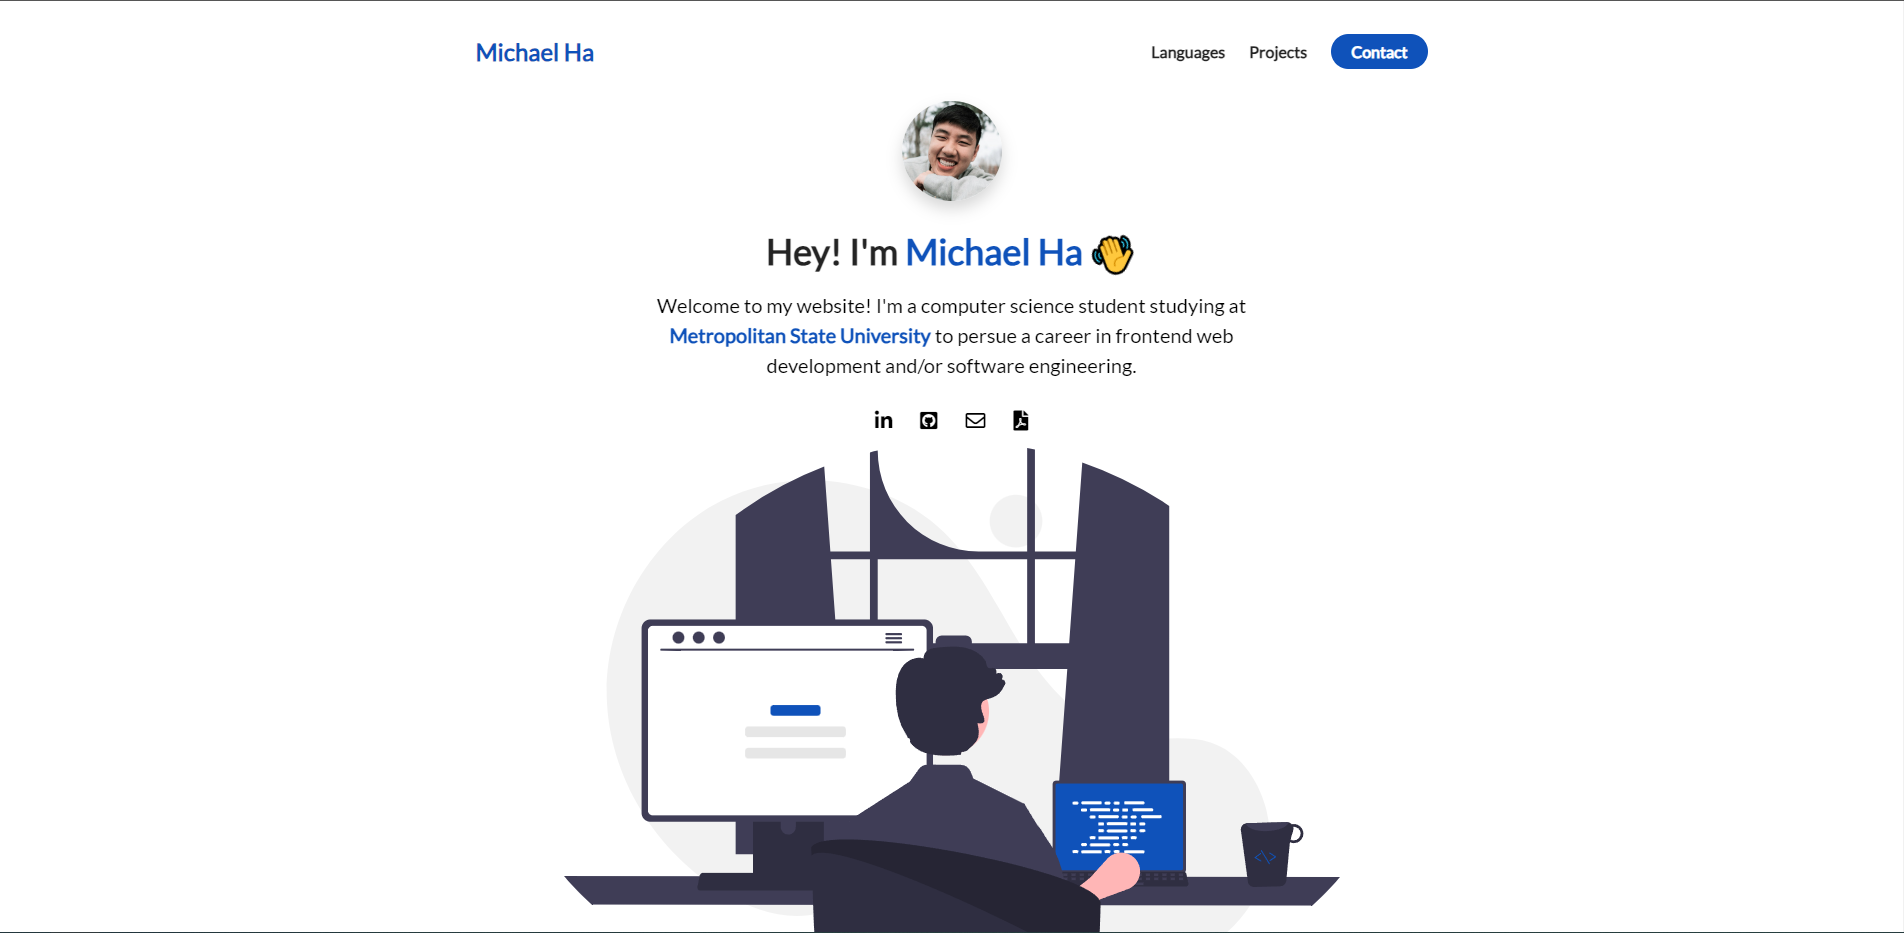 Michael Ha
Languages Projects Contact
Hey! I'm Michael Ha
Welcome to my website! I'm a computer science student studying at
Metropolitan State University to persue a career in frontend web
development and/or software engineering.
in
<\>